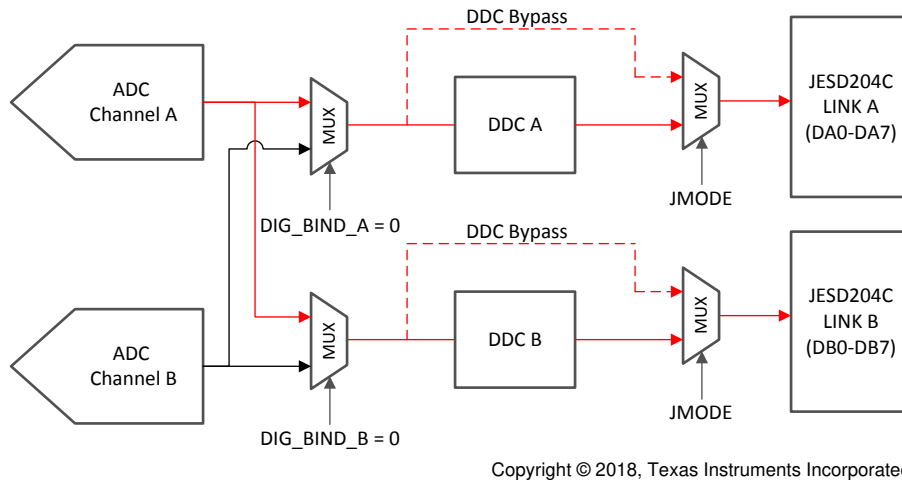 DDC Bypass
ADC
Channel A
MUX
DDC A
MUX
JESD204C
LINK A
(DA0-DA7)
DIG_BIND_A = 0
JMODE
DDC Bypass
ADC
Channel B
MUX
DDC B
MUX
JESD204C
LINK B
(DB0-DB7)
DIG_BIND_B = 0
JMODE
Copyright © 2018, Texas Instruments Incorporated